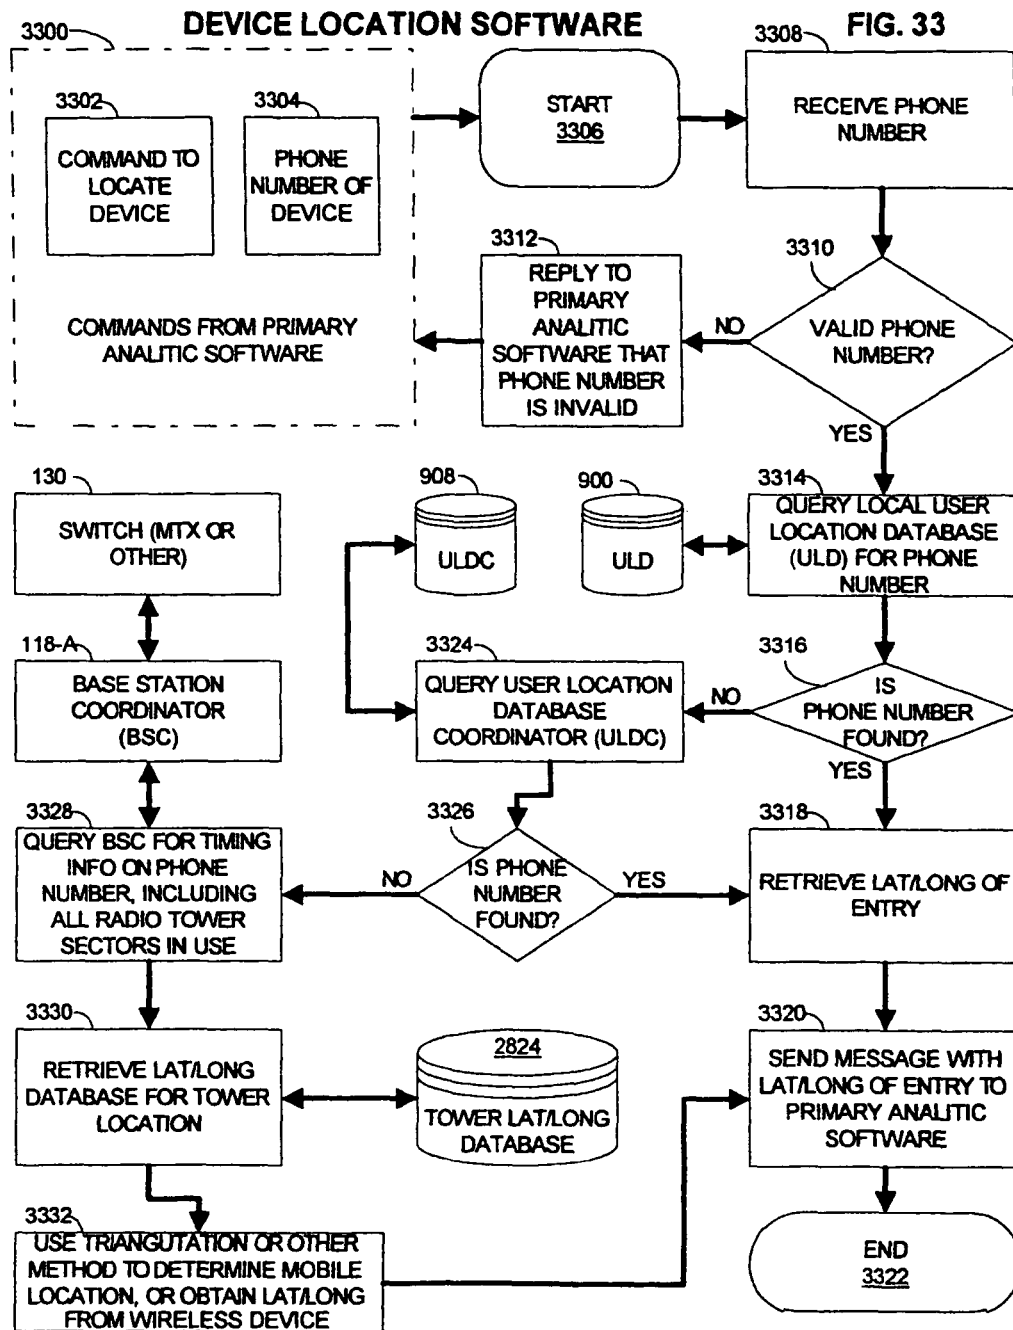 DEVICE LOCATION SOFTWARE
FIG. 33
3300
3302
COMMAND TO
LOCATE
DEVICE
3304
PHONE
NUMBER OF
DEVICE
COMMANDS FROM PRIMARY
ANALITIC SOFTWARE
START
3306
3308
RECEIVE PHONE
NUMBER
3310
VALID PHONE
NUMBER?
NO
YES
3312
REPLY TO
PRIMARY
ANALITIC
SOFTWARE THAT
PHONE NUMBER
IS INVALID
130
SWITCH (MTX OR
OTHER)
908
ULDC
900
ULD
3314
QUERY LOCAL USER
LOCATION DATABASE
(ULD) FOR PHONE
NUMBER
118-A
BASE STATION
COORDINATOR
(BSC)
3324
QUERY USER LOCATION
DATABASE
COORDINATOR (ULDC)
3316
IS
PHONE NUMBER
FOUND?
NO
YES
3328
QUERY BSC FOR TIMING
INFO ON PHONE
NUMBER, INCLUDING
ALL RADIO TOWER
SECTORS IN USE
3326
IS PHONE
NUMBER
FOUND?
NO
YES
3318
RETRIEVE LAT/LONG OF
ENTRY
3330
RETRIEVE LAT/LONG
DATABASE FOR TOWER
LOCATION
2824
TOWER LAT/LONG
DATABASE
3320
SEND MESSAGE WITH
LAT/LONG OF ENTRY TO
PRIMARY ANALITIC
SOFTWARE
3332
USE TRIANGUTATION OR OTHER
METHOD TO DETERMINE MOBILE
LOCATION, OR OBTAIN LAT/LONG
FROM WIRELESS DEVICE
END
3322